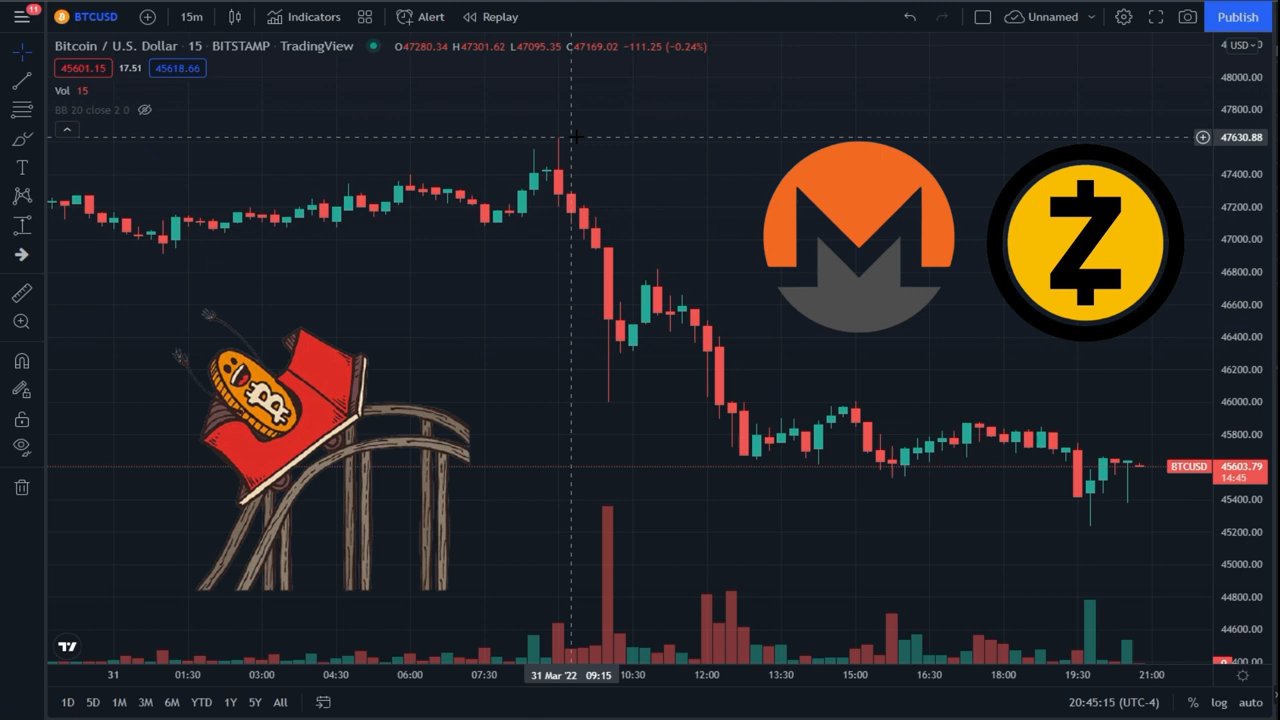 11
BTCUSD
15m
Indicators
Alert
Replay
Unnamed
Publish
Bitcoin / U.S. Dollar · 15 · BITSTAMP · TradingView
O47280.34 H47301.62 L47095.35 C47169.02 −111.25 (−0.24%)
45601.15 17.51 45618.66
Vol 15
BB 20 close 2 0
USD
48000.00
47800.00
47630.88
47400.00
47200.00
47000.00
46800.00
46600.00
46400.00
46200.00
46000.00
45800.00
BTCUSD 45603.79
14:45
45400.00
45200.00
45000.00
44800.00
44600.00
31 01:30 03:00 04:30 06:00 07:30 31 Mar '22 09:15 10:30 12:00 13:30 15:00 16:30 18:00 19:30 21:00
1D 5D 1M 3M 6M YTD 1Y 5Y All 20:45:15 (UTC-4) % log auto